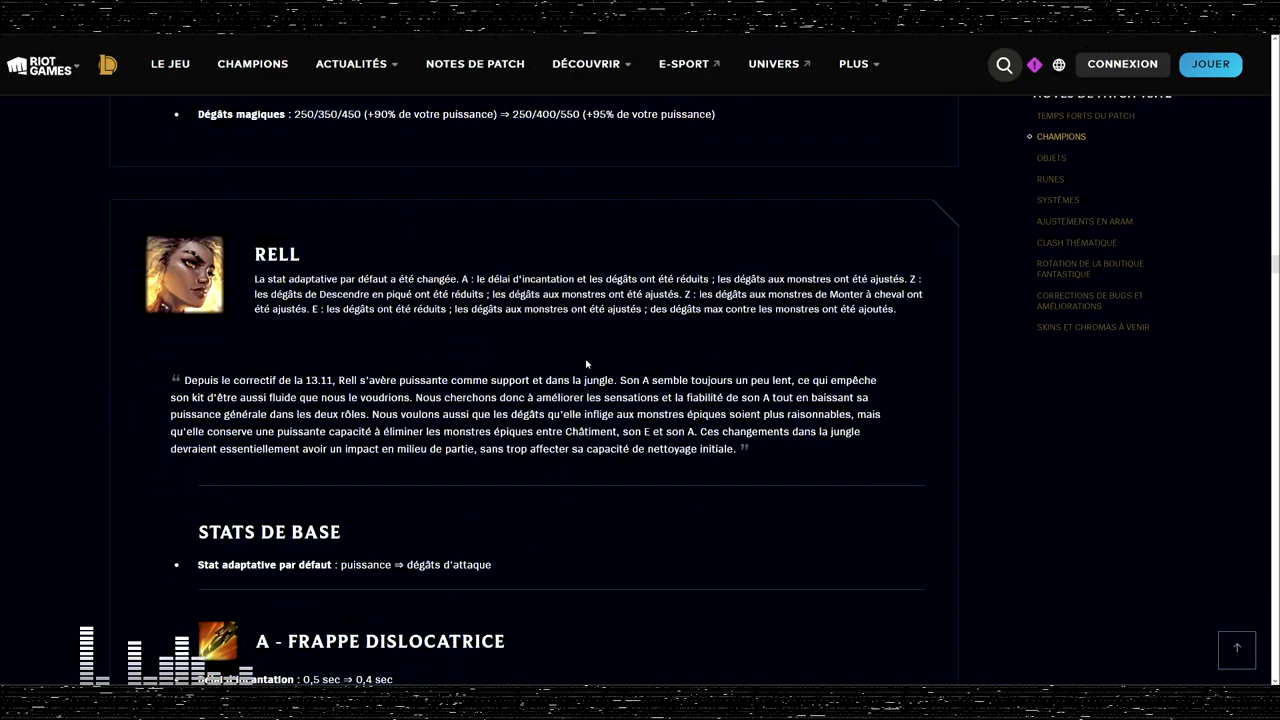 RIOT GAMES
LE JEU CHAMPIONS ACTUALITÉS NOTES DE PATCH DÉCOUVRIR E-SPORT UNIVERS PLUS CONNEXION JOUER
Dégâts magiques : 250/350/450 (+90% de votre puissance) ⇒ 250/400/550 (+95% de votre puissance)
RELL
La stat adaptative par défaut a été changée. A : le délai d'incantation et les dégâts ont été réduits ; les dégâts aux monstres ont été ajustés. Z :
les dégâts de Descendre en piqué ont été réduits ; les dégâts aux monstres ont été ajustés. Z : les dégâts aux monstres de Monter à cheval ont
été ajustés. E : les dégâts ont été réduits ; les dégâts aux monstres ont été ajustés ; des dégâts max contre les monstres ont été ajoutés.
“ Depuis le correctif de la 13.11, Rell s'avère puissante comme support et dans la jungle. Son A semble toujours un peu lent, ce qui empêche
son kit d'être aussi fluide que nous le voudrions. Nous cherchons donc à améliorer les sensations et la fiabilité de son A tout en baissant sa
puissance générale dans les deux rôles. Nous voulons aussi que les dégâts qu'elle inflige aux monstres épiques soient plus raisonnables, mais
qu'elle conserve une puissante capacité à éliminer les monstres épiques entre Châtiment, son E et son A. Ces changements dans la jungle
devraient essentiellement avoir un impact en milieu de partie, sans trop affecter sa capacité de nettoyage initiale. ”
STATS DE BASE
Stat adaptative par défaut : puissance ⇒ dégâts d'attaque
A - FRAPPE DISLOCATRICE
d'incantation : 0,5 sec ⇒ 0,4 sec
NOTES DE PATCH 13.12
TEMPS FORTS DU PATCH
CHAMPIONS
OBJETS
RUNES
SYSTÈMES
AJUSTEMENTS EN ARAM
CLASH THÉMATIQUE
ROTATION DE LA BOUTIQUE
FANTASTIQUE
CORRECTIONS DE BUGS ET
AMÉLIORATIONS
SKINS ET CHROMAS À VENIR